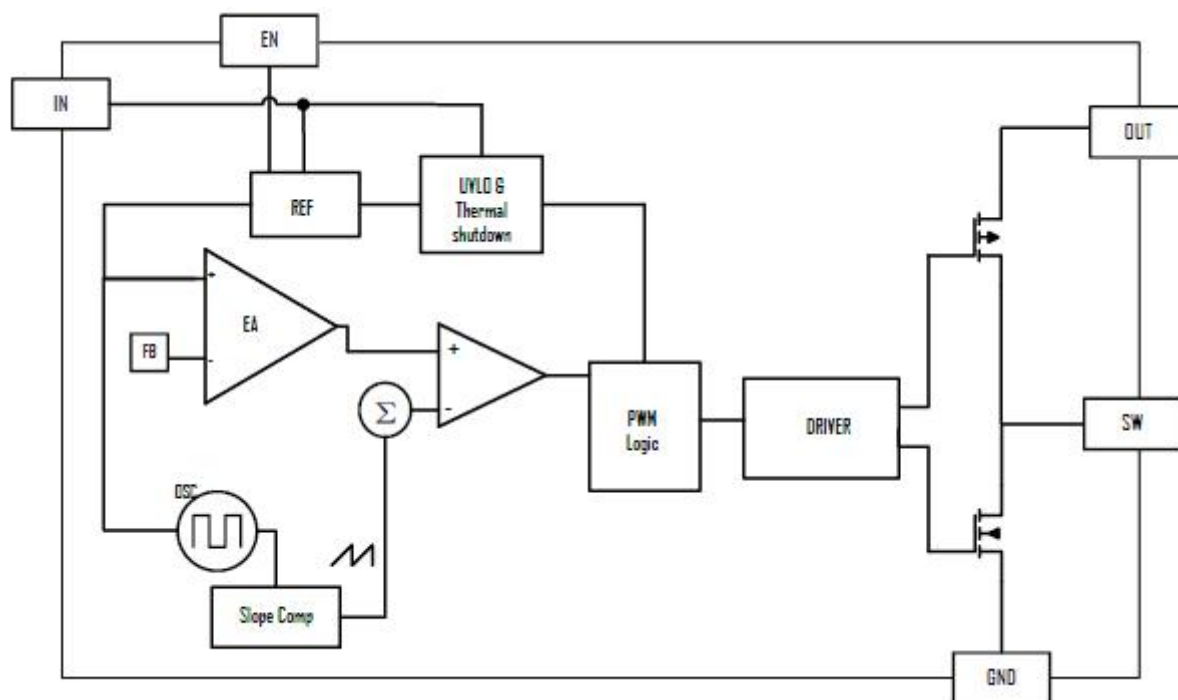 EN
IN
OUT
UVLO &
Thermal
shutdown
REF
+
EA
FB
-
+
Σ
-
PWM
Logic
DRIVER
SW
OSC
Slope Comp
GND